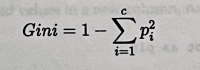 Gini = 1 − ∑_{i=1}^{c} p_i^2